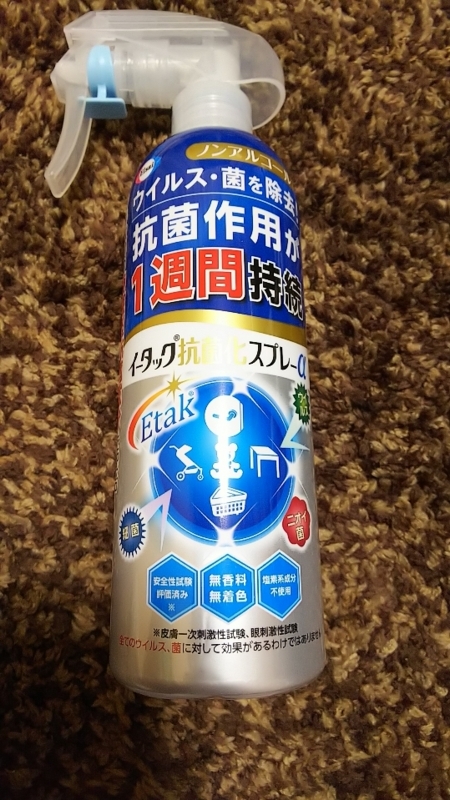 ノンアルコール
ウイルス・菌を除去!
抗菌作用が
1週間持続
イータック®抗菌化スプレーα
Etak®
細菌
ニオイ
菌
安全性試験
評価済み
※
無香料
無着色
塩素系成分
不使用
※皮膚一次刺激性試験、眼刺激性試験
全てのウイルス、菌に対して効果があるわけではありません